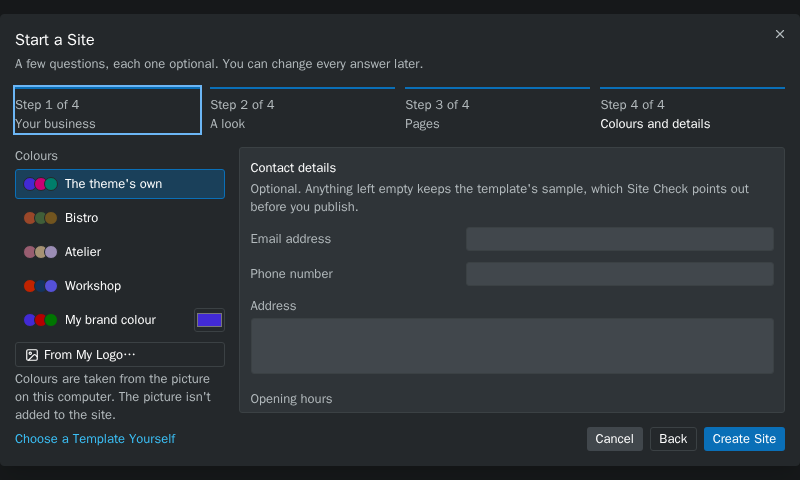 Start a Site
A few questions, each one optional. You can change every answer later.
Step 1 of 4
Your business
Step 2 of 4
A look
Step 3 of 4
Pages
Step 4 of 4
Colours and details
Colours
The theme's own
Bistro
Atelier
Workshop
My brand colour
From My Logo…
Colours are taken from the picture
on this computer. The picture isn't
added to the site.
Choose a Template Yourself
Contact details
Optional. Anything left empty keeps the template's sample, which Site Check points out
before you publish.
Email address
Phone number
Address
Opening hours
Cancel
Back
Create Site